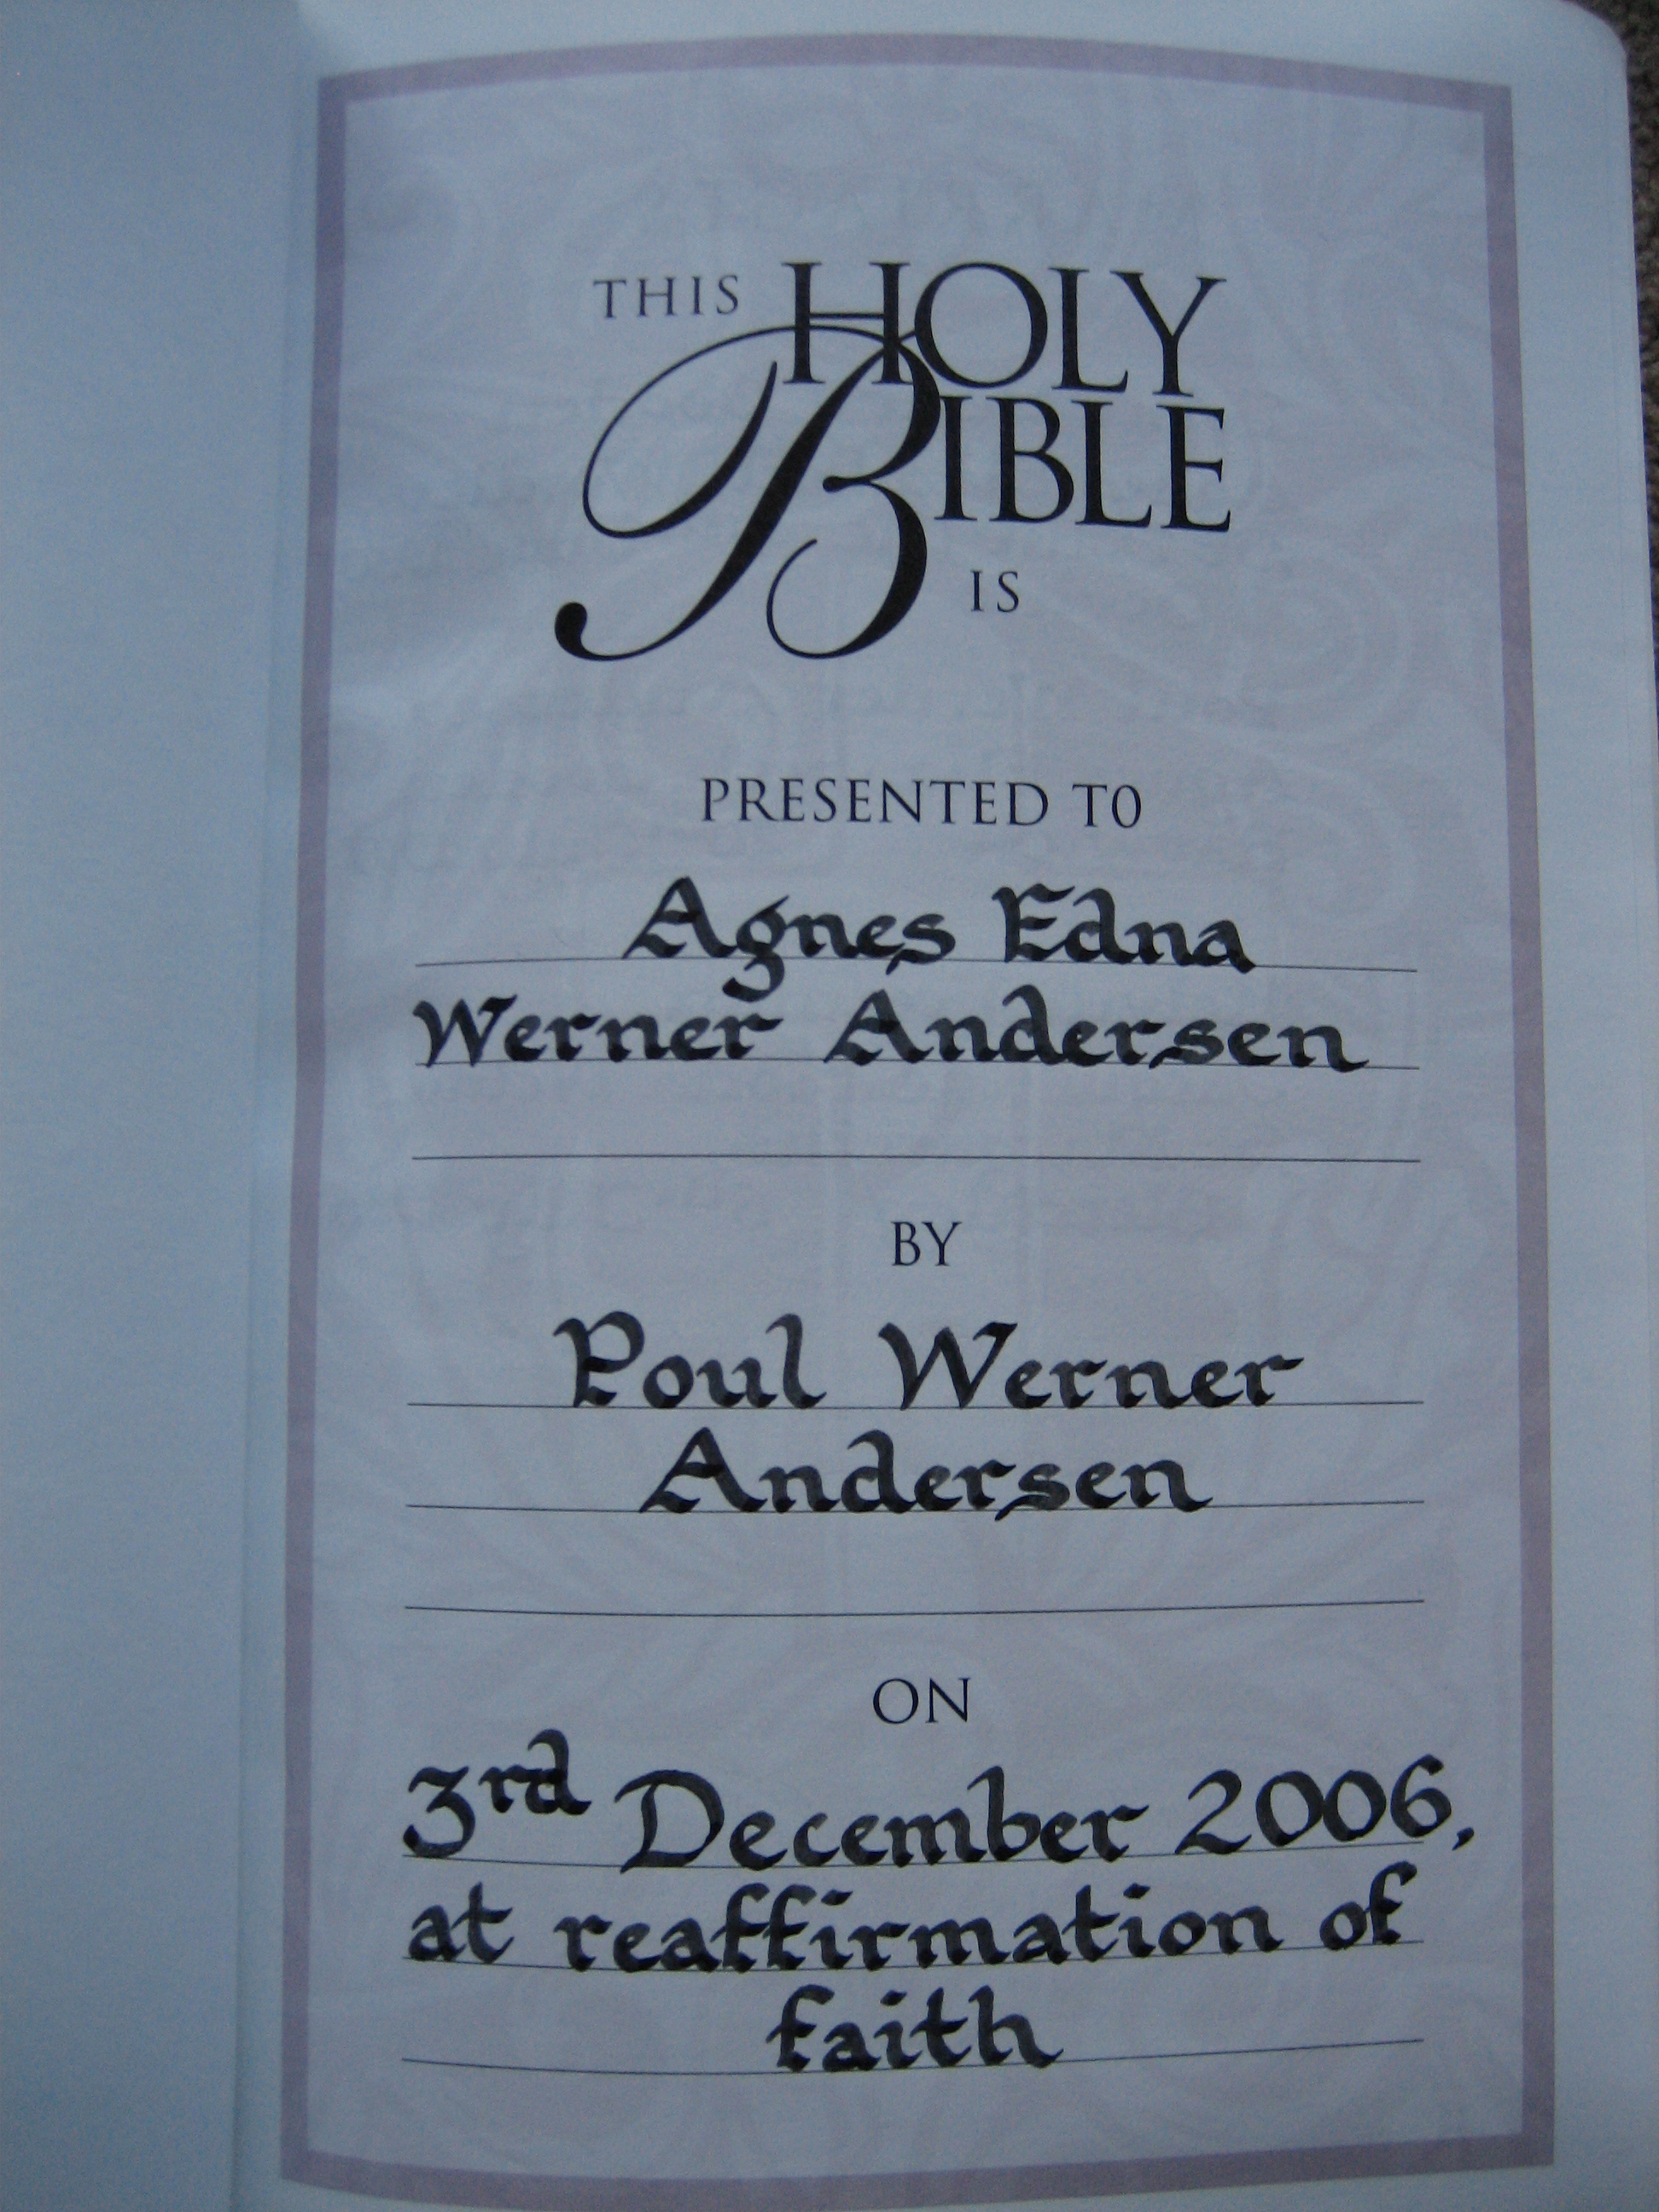 THIS HOLY
BIBLE
IS
PRESENTED TO
Agnes Edna
Werner Andersen
BY
Poul Werner
Andersen
ON
3rd December 2006,
at reaffirmation of
faith